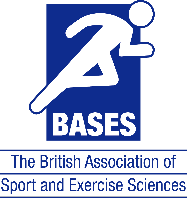 BASES
The British Association of
Sport and Exercise Sciences